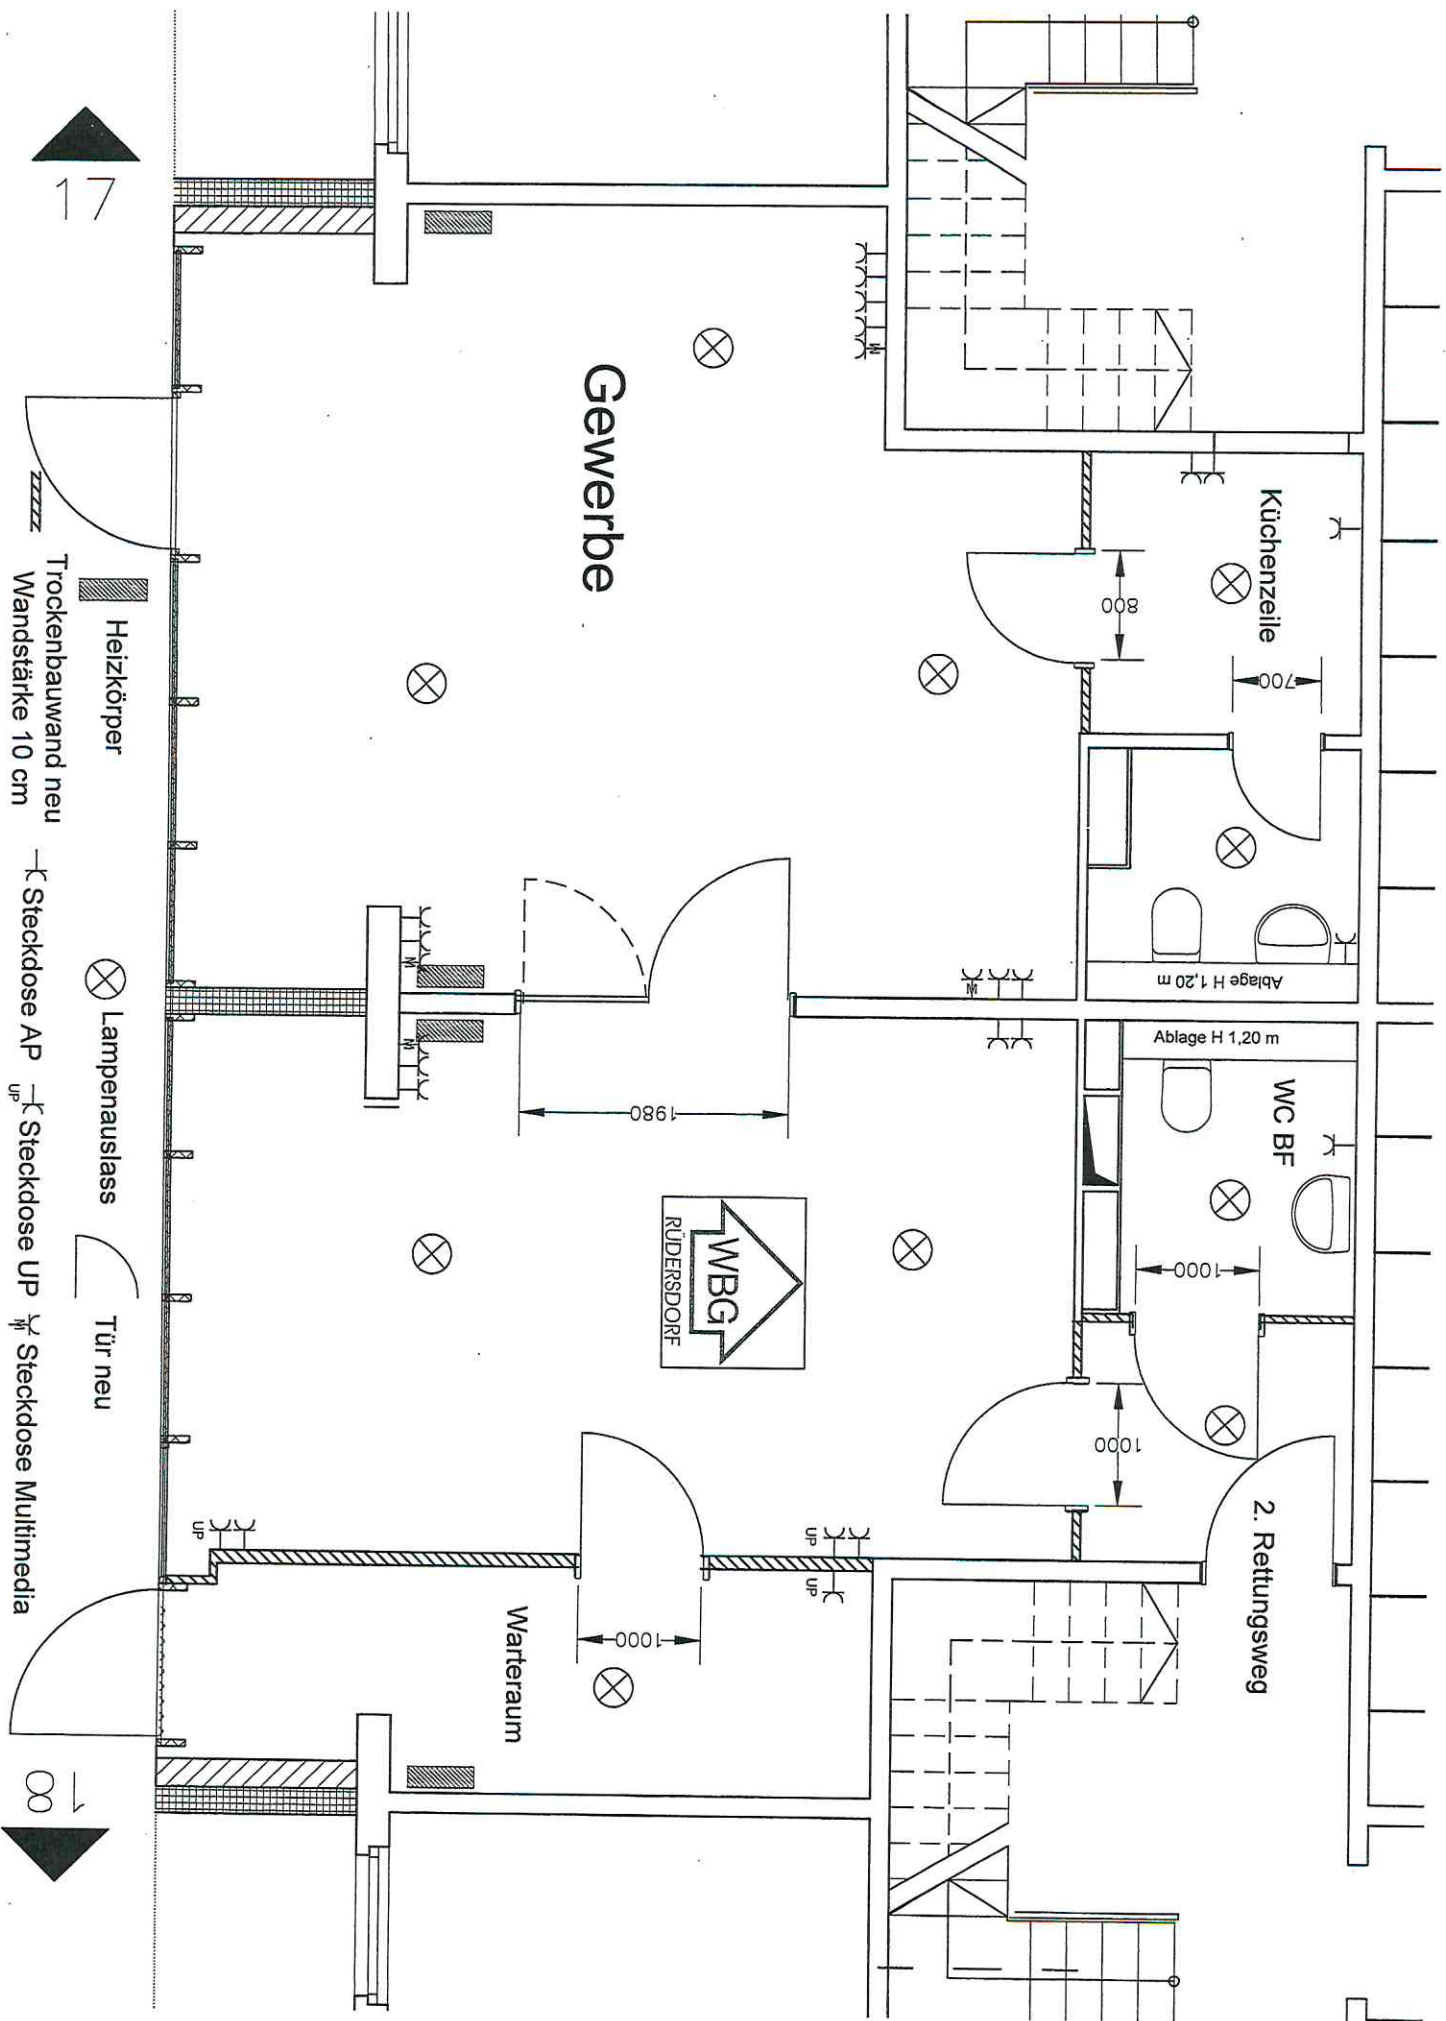 Küchenzeile
700
800
Gewerbe
Ablage H 1,20 m
Ablage H 1,20 m
WC BF
1000
1000
2. Rettungsweg
1980
WBG
RÜDERSDORF
M
M
M
M
UP
UP
UP
1000
Warteraum
17
18
Heizkörper
Lampenauslass
Tür neu
Trockenbauwand neu
Wandstärke 10 cm
Steckdose AP
UP
Steckdose UP
M
Steckdose Multimedia